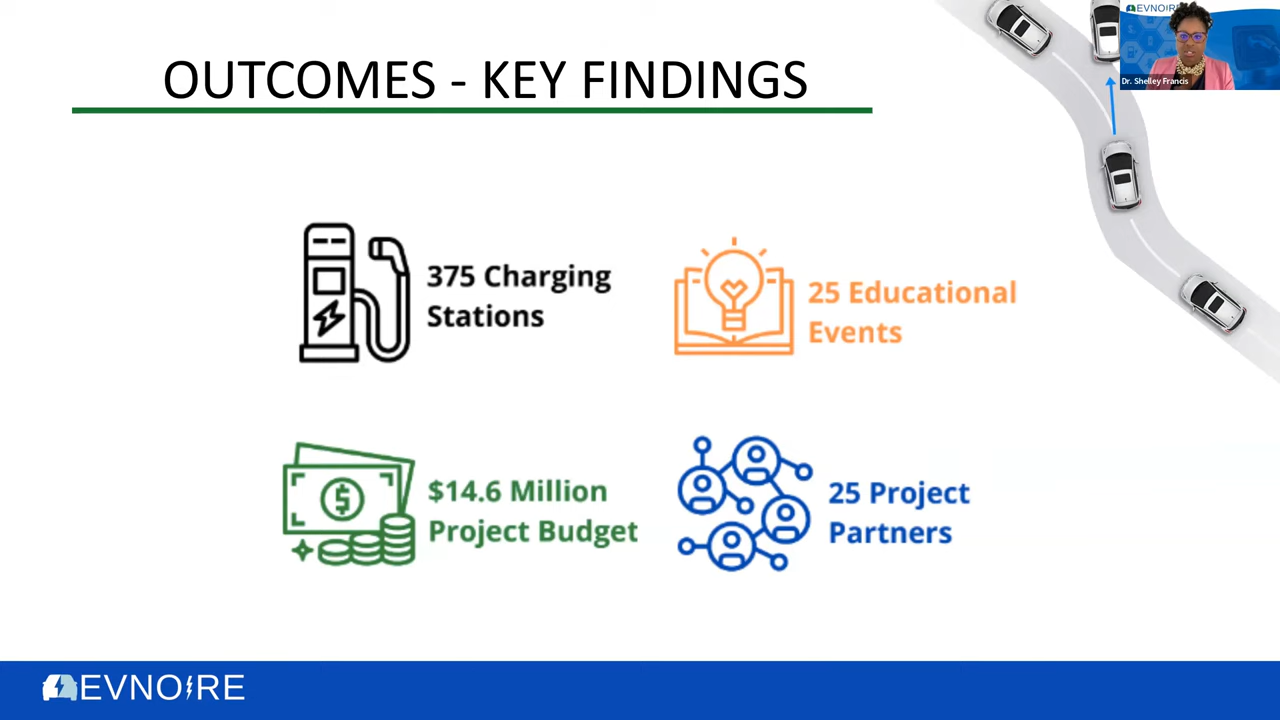 EVNOIRE
Dr. Shelley Francis
OUTCOMES - KEY FINDINGS
375 Charging
Stations
25 Educational
Events
$14.6 Million
Project Budget
25 Project
Partners
EVNOIRE